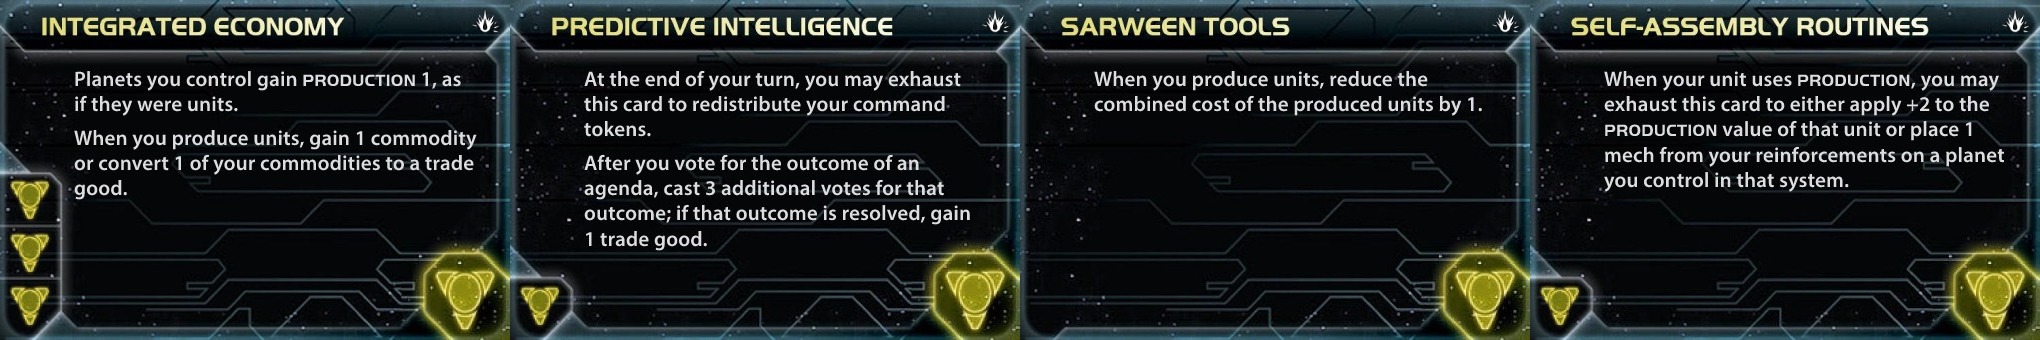 INTEGRATED ECONOMY
Planets you control gain PRODUCTION 1, as
if they were units.
When you produce units, gain 1 commodity
or convert 1 of your commodities to a trade
good.
PREDICTIVE INTELLIGENCE
At the end of your turn, you may exhaust
this card to redistribute your command
tokens.
After you vote for the outcome of an
agenda, cast 3 additional votes for that
outcome; if that outcome is resolved, gain
1 trade good.
SARWEEN TOOLS
When you produce units, reduce the
combined cost of the produced units by 1.
SELF-ASSEMBLY ROUTINES
When your unit uses PRODUCTION, you may
exhaust this card to either apply +2 to the
PRODUCTION value of that unit or place 1
mech from your reinforcements on a planet
you control in that system.